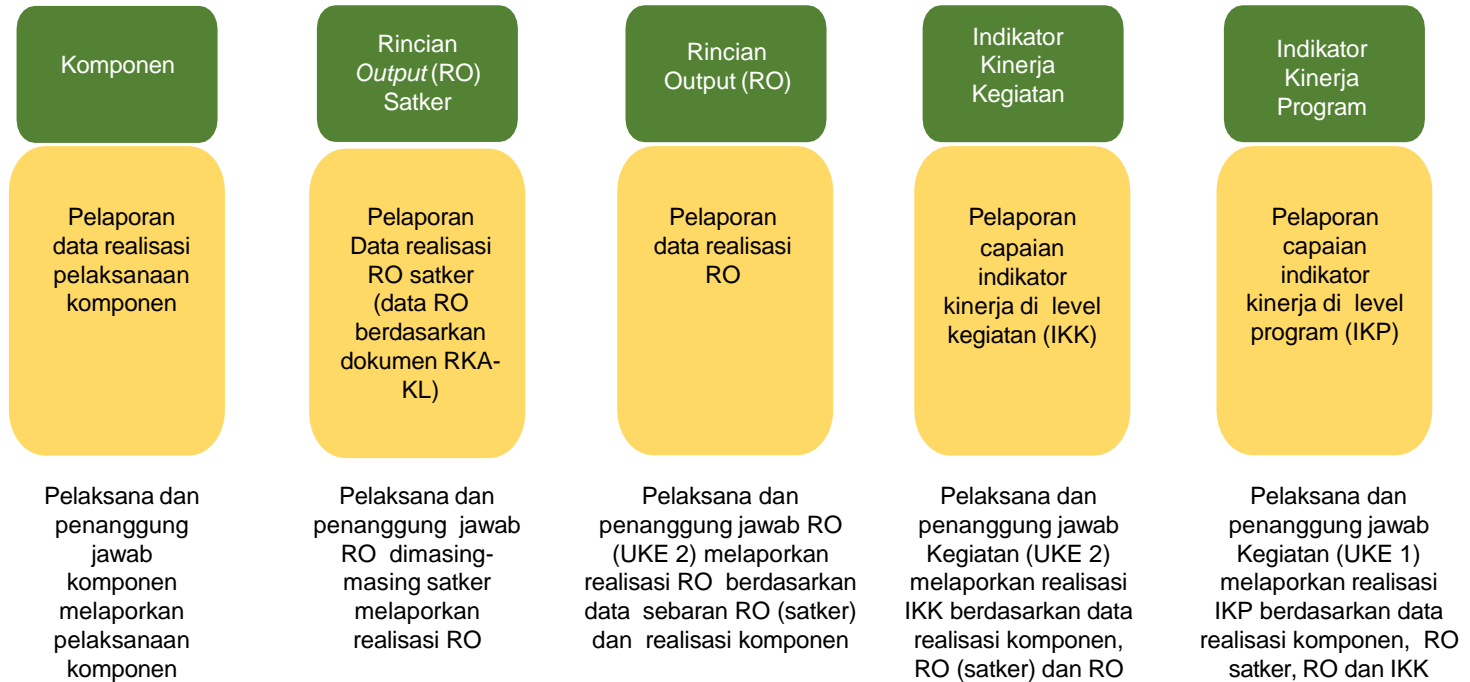 Komponen
Rincian
Output (RO)
Satker
Rincian
Output (RO)
Indikator
Kinerja
Kegiatan
Indikator
Kinerja
Program
Pelaporan
data realisasi
pelaksanaan
komponen
Pelaporan
Data realisasi
RO satker
(data RO
berdasarkan
dokumen RKA-
KL)
Pelaporan
data realisasi
RO
Pelaporan
capaian
indikator
kinerja di level
kegiatan (IKK)
Pelaporan
capaian
indikator
kinerja di level
program (IKP)
Pelaksana dan
penanggung
jawab
komponen
melaporkan
pelaksanaan
komponen
Pelaksana dan
penanggung jawab
RO dimasing-
masing satker
melaporkan
realisasi RO
Pelaksana dan
penanggung jawab RO
(UKE 2) melaporkan
realisasi RO berdasarkan
data sebaran RO (satker)
dan realisasi komponen
Pelaksana dan
penanggung jawab
Kegiatan (UKE 2)
melaporkan realisasi
IKK berdasarkan data
realisasi komponen,
RO (satker) dan RO
Pelaksana dan
penanggung jawab
Kegiatan (UKE 1)
melaporkan realisasi
IKP berdasarkan data
realisasi komponen, RO
satker, RO dan IKK